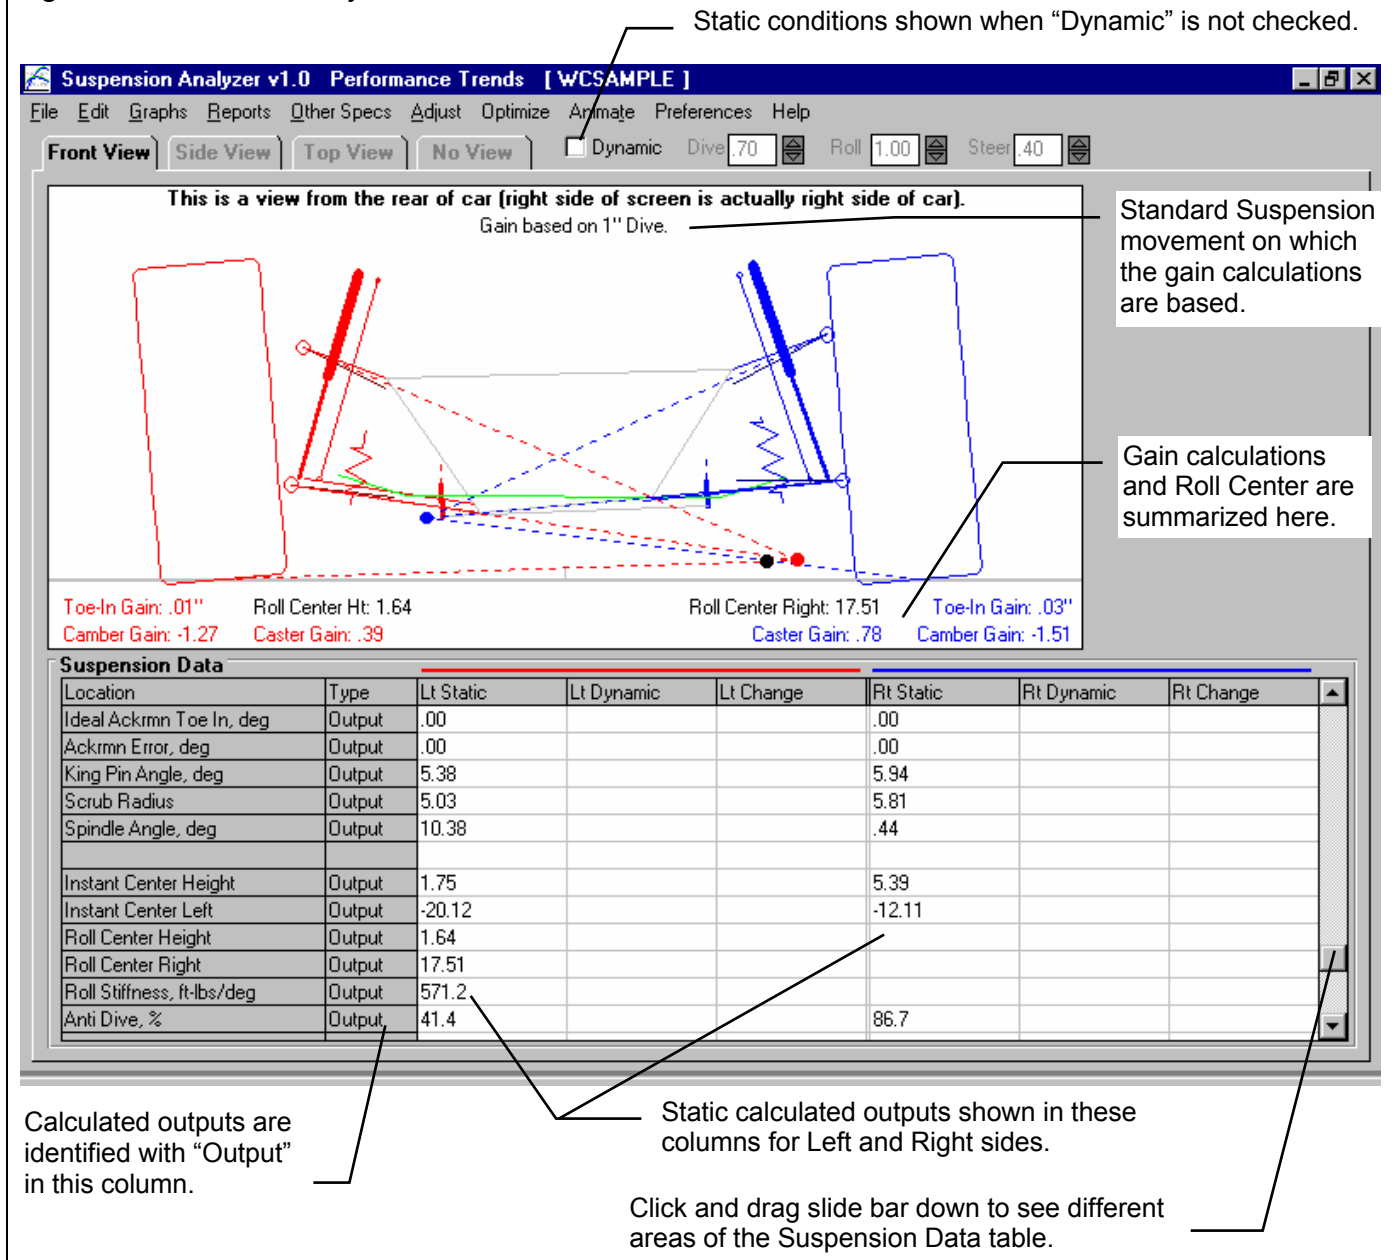 Static conditions shown when “Dynamic” is not checked.
Suspension Analyzer v1.0 Performance Trends [ WCSAMPLE ]
File Edit Graphs Reports Other Specs Adjust Optimize Animate Preferences Help
Front View Side View Top View No View Dynamic Dive .70 Roll 1.00 Steer .40
This is a view from the rear of car (right side of screen is actually right side of car).
Gain based on 1'' Dive.
Standard Suspension
movement on which
the gain calculations
are based.
Gain calculations
and Roll Center are
summarized here.
Toe-In Gain: .01'' Roll Center Ht: 1.64 Roll Center Right: 17.51 Toe-In Gain: .03''
Camber Gain: -1.27 Caster Gain: .39 Caster Gain: .78 Camber Gain: -1.51
Suspension Data
Location Type Lt Static Lt Dynamic Lt Change Rt Static Rt Dynamic Rt Change
Ideal Ackrmn Toe In, deg Output .00 .00
Ackrmn Error, deg Output .00 .00
King Pin Angle, deg Output 5.38 5.94
Scrub Radius Output 5.03 5.81
Spindle Angle, deg Output 10.38 .44
Instant Center Height Output 1.75 5.39
Instant Center Left Output -20.12 -12.11
Roll Center Height Output 1.64
Roll Center Right Output 17.51
Roll Stiffness, ft-lbs/deg Output 571.2
Anti Dive, % Output 41.4 86.7
Calculated outputs are
identified with “Output”
in this column.
Static calculated outputs shown in these
columns for Left and Right sides.
Click and drag slide bar down to see different
areas of the Suspension Data table.